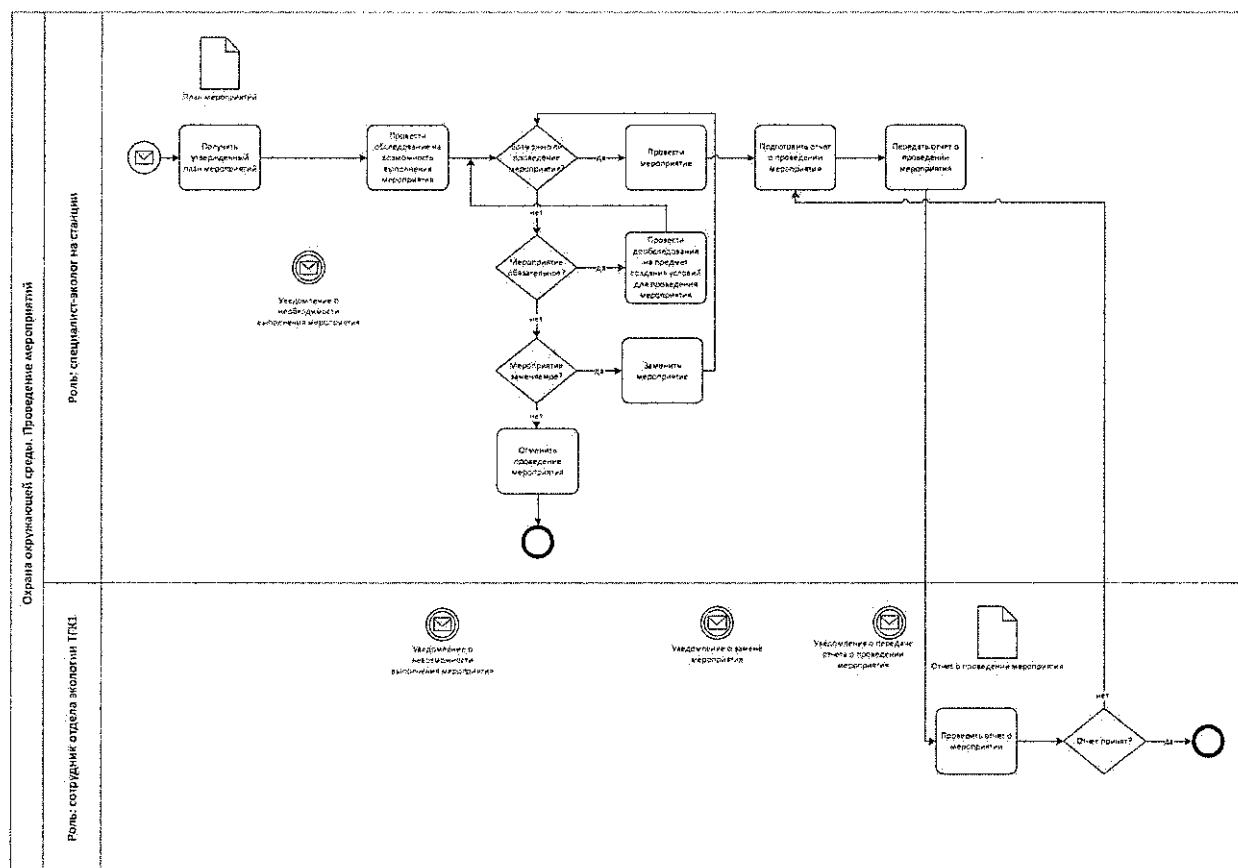 Охрана окружающей среды. Проведение мероприятий
Роль: специалист-эколог на станции
План мероприятий
Получить
утвержденный
план мероприятий
Провести
обследование на
возможность
выполнения
мероприятия
Возможно ли
проведение
мероприятия?
да
Провести
мероприятие
Подготовить отчет
о проведении
мероприятия
Передать отчет о
проведении
мероприятия
нет
Уведомление о
необходимости
выполнения мероприятия
Мероприятие
обязательное?
да
Провести
дообследование
на предмет
создания условий
для проведения
мероприятия
нет
Мероприятие
заменяемое?
да
Заменить
мероприятие
нет
Отменить
проведение
мероприятия
Роль: сотрудник отдела экологии ТГК1
Уведомление о
невозможности
выполнения мероприятия
Уведомление о замене
мероприятия
Уведомление о передаче
отчета о проведении
мероприятия
Отчет о проведении мероприятия
нет
Проверить отчет о
мероприятии
Отчет принят?
да